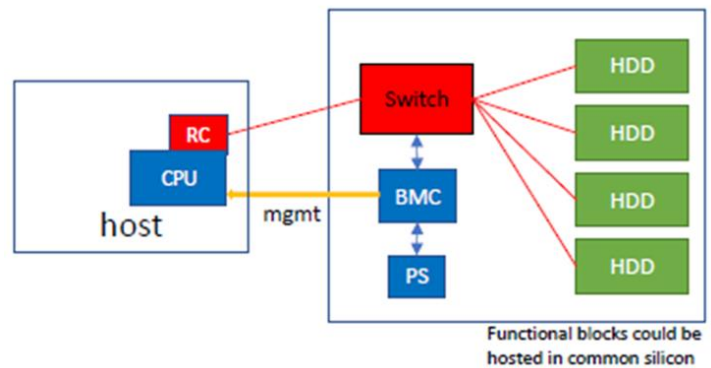 HDD
Switch
HDD
RC
CPU
HDD
BMC
host
mgmt
HDD
PS
Functional blocks could be
hosted in common silicon